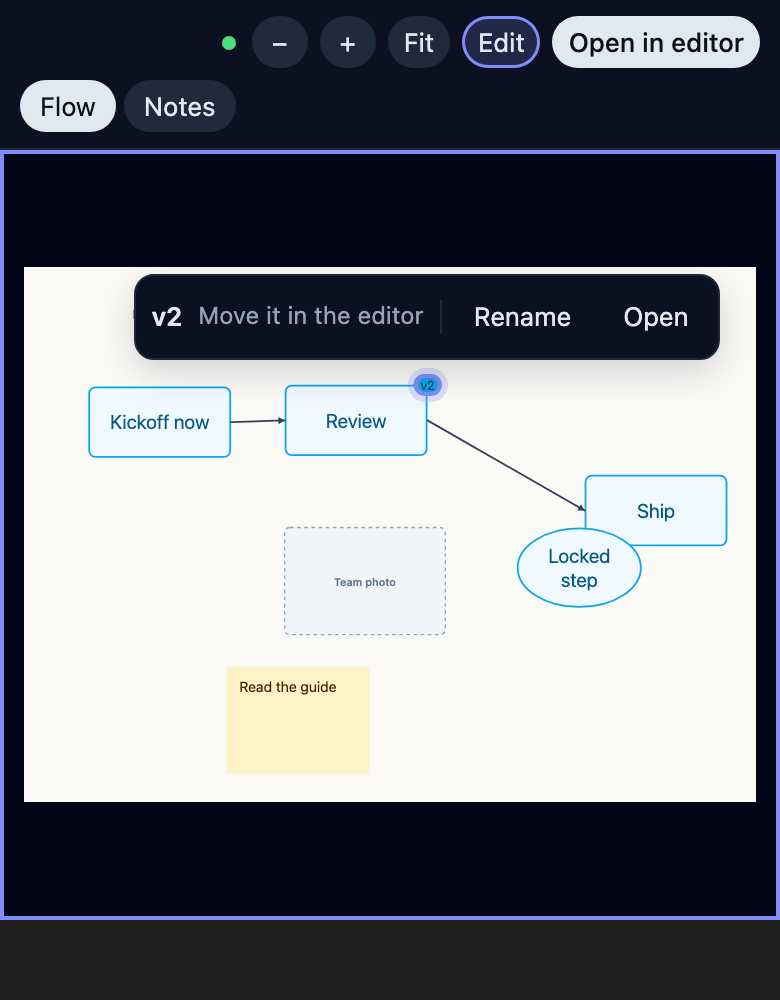 − + Fit Edit Open in editor
Flow Notes
v2 Move it in the editor Rename Open
v2
Kickoff now
Review
Ship
Locked
step
Team photo
Read the guide